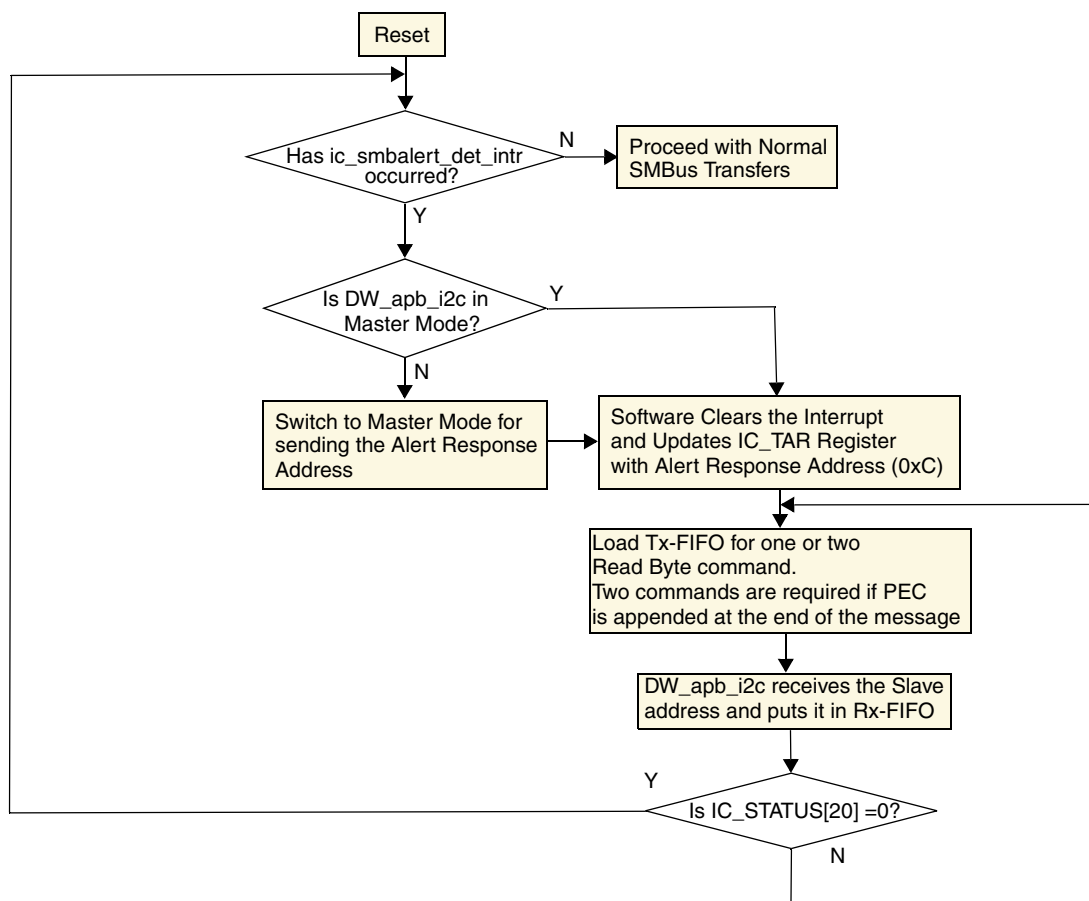 Reset
Has ic_smbalert_det_intr
occurred?
N
Proceed with Normal
SMBus Transfers
Y
Is DW_apb_i2c in
Master Mode?
Y
N
Switch to Master Mode for
sending the Alert Response
Address
Software Clears the Interrupt
and Updates IC_TAR Register
with Alert Response Address (0xC)
Load Tx-FIFO for one or two
Read Byte command.
Two commands are required if PEC
is appended at the end of the message
DW_apb_i2c receives the Slave
address and puts it in Rx-FIFO
Y
Is IC_STATUS[20] =0?
N